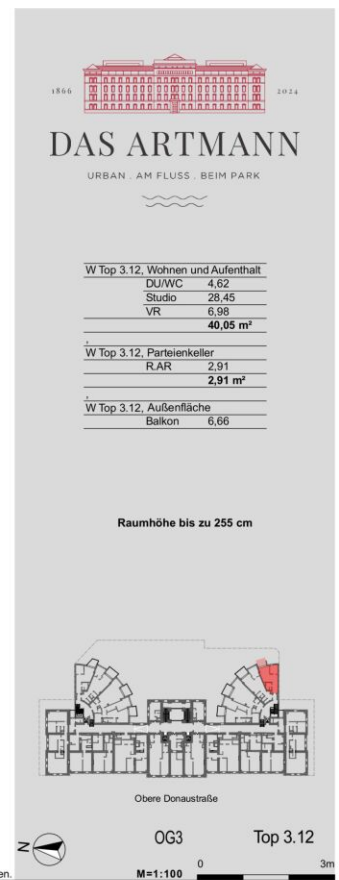 1866 2024
DAS ARTMANN
URBAN . AM FLUSS . BEIM PARK
W Top 3.12, Wohnen und Aufenthalt
DU/WC 4,62
Studio 28,45
VR 6,98
40,05 m²
,
W Top 3.12, Parteienkeller
R.AR 2,91
2,91 m²
,
W Top 3.12, Außenfläche
Balkon 6,66
Raumhöhe bis zu 255 cm
Obere Donaustraße
N OG3 Top 3.12
en. M=1:100 0 3m